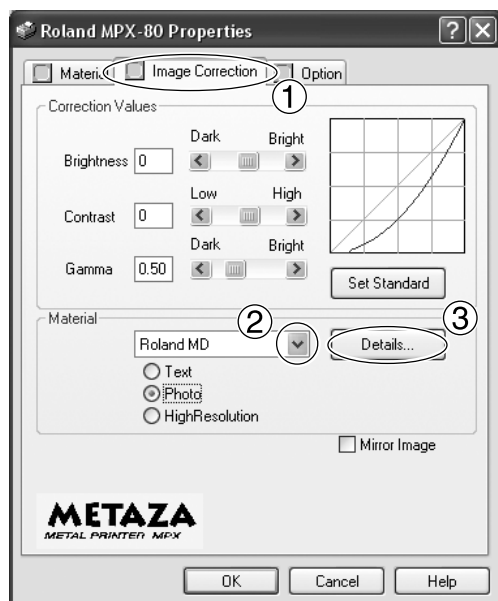 Roland MPX-80 Properties
Material Image Correction Option
1
Correction Values
Dark Bright
Brightness 0
Low High
Contrast 0
Dark Bright
Gamma 0.50
Set Standard
Material
2
3
Roland MD Details...
Text
Photo
HighResolution
Mirror Image
METAZA
METAL PRINTER MPX
OK Cancel Help